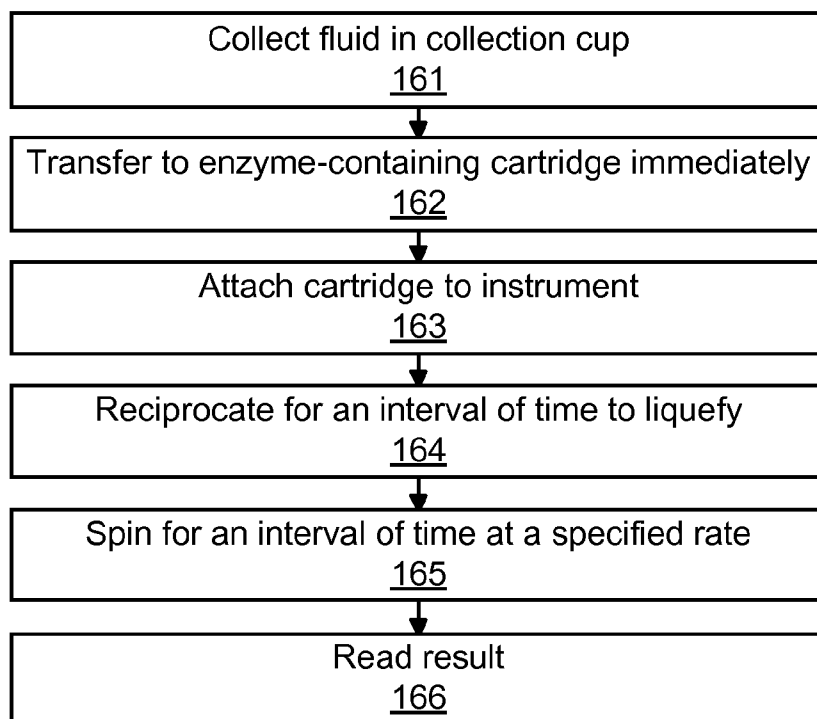 Collect fluid in collection cup
161
Transfer to enzyme-containing cartridge immediately
162
Attach cartridge to instrument
163
Reciprocate for an interval of time to liquefy
164
Spin for an interval of time at a specified rate
165
Read result
166